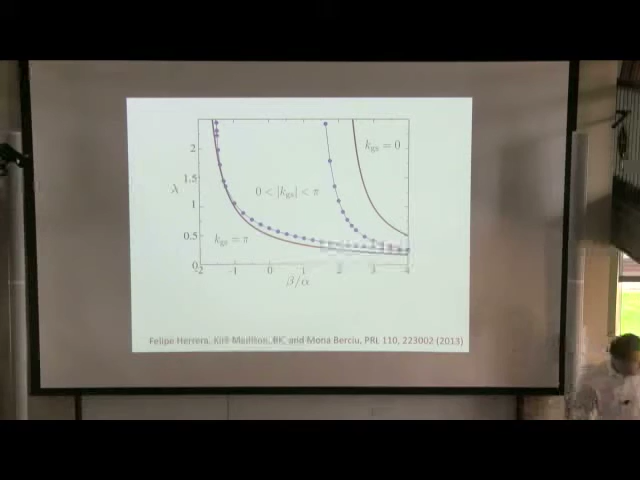 2
1.5
λ
1
0.5
0
k_gs = 0
0 < |k_gs| < π
k_gs = π
-2 -1 0 1 2 3 4
β/α
Felipe Herrera, Kirk Madison, RK, and Mona Berciu, PRL 110, 223002 (2013)